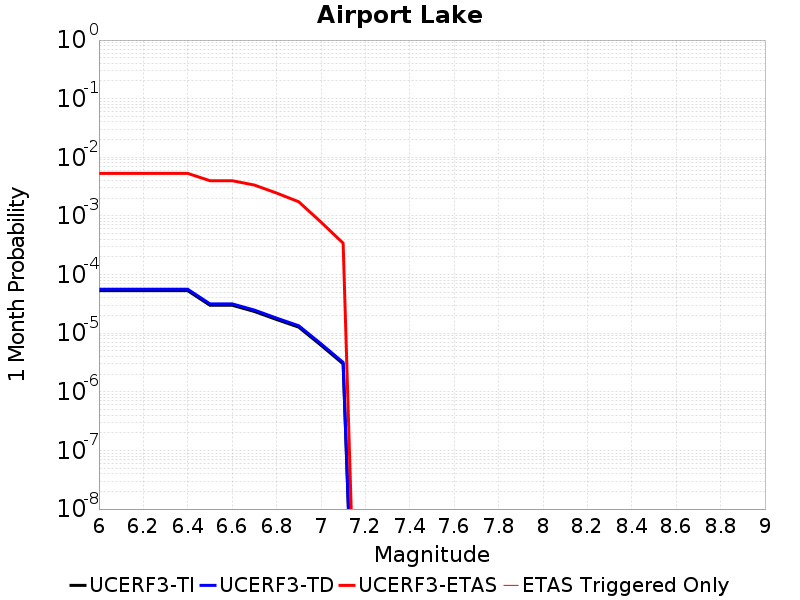 Airport Lake
10^0
10^-1
10^-2
10^-3
10^-4
10^-5
10^-6
10^-7
10^-8
1 Month Probability
6 6.2 6.4 6.6 6.8 7 7.2 7.4 7.6 7.8 8 8.2 8.4 8.6 8.8 9
Magnitude
UCERF3-TI UCERF3-TD UCERF3-ETAS ETAS Triggered Only